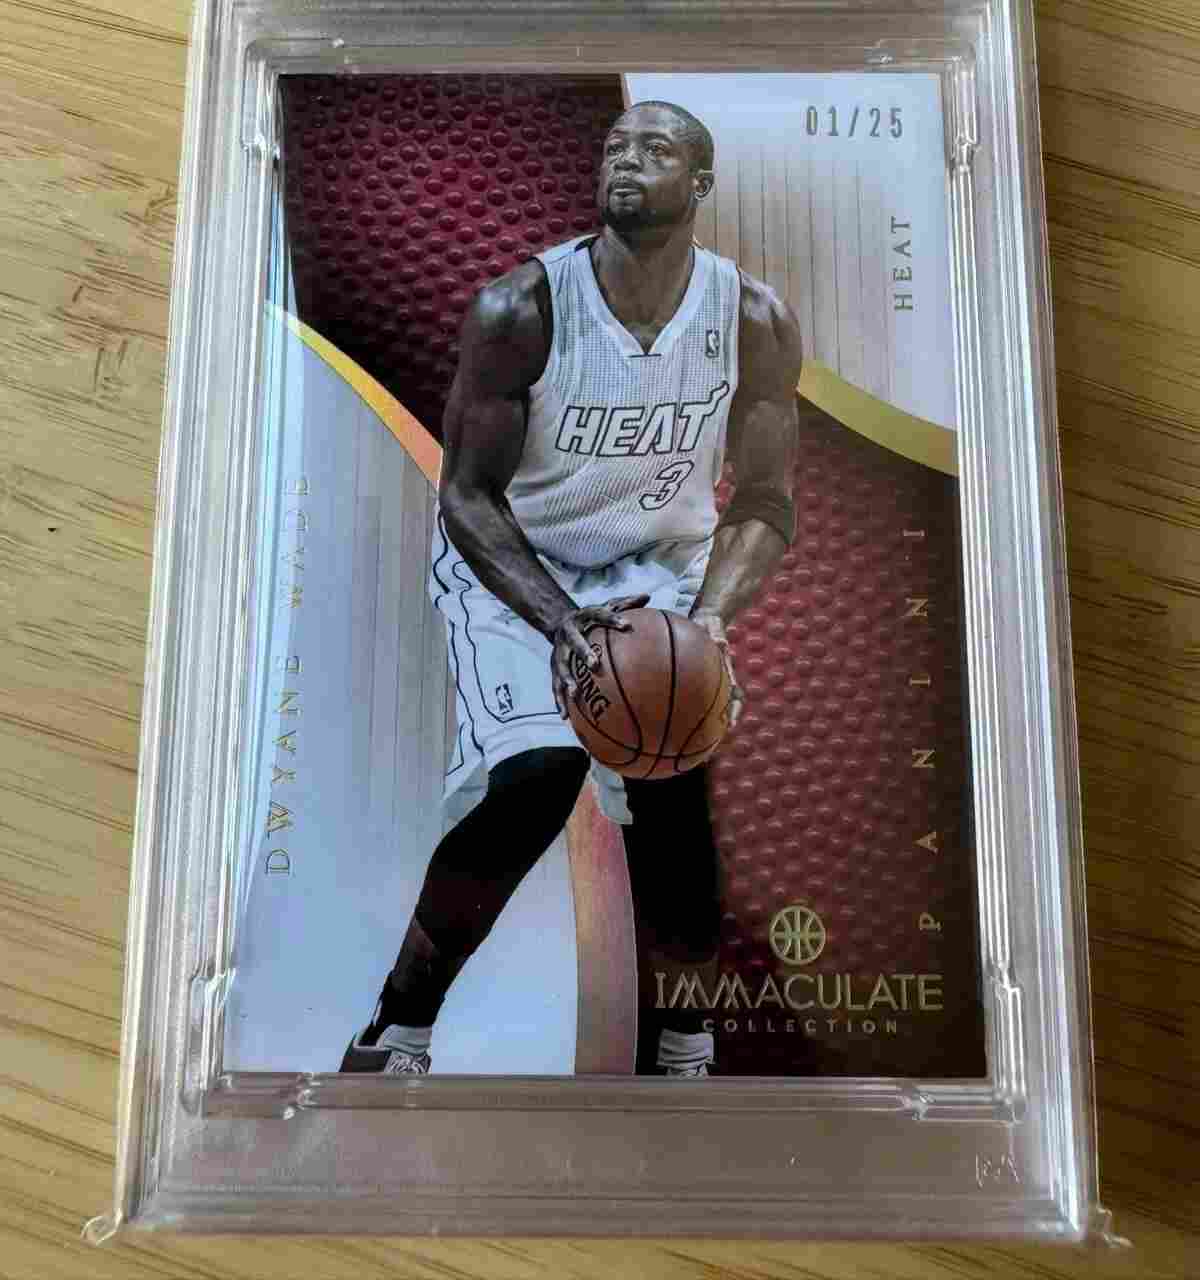 01/25
HEAT
DWYANE WADE
HEAT
3
PANINI
IMMACULATE
COLLECTION